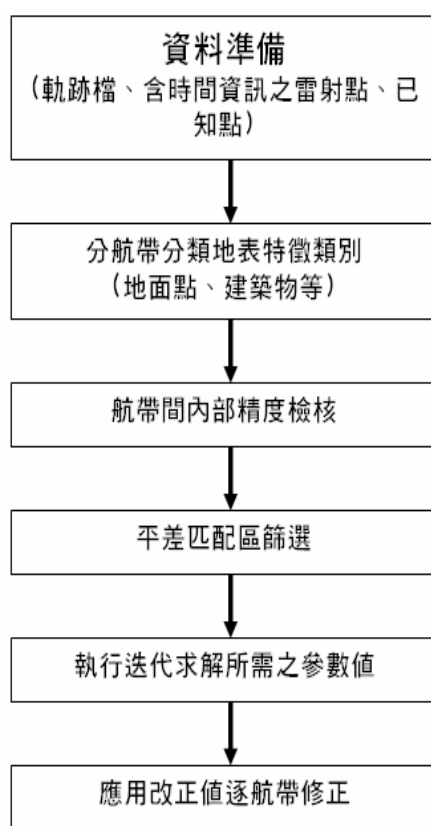 資料準備
(軌跡檔、含時間資訊之雷射點、已
知點)
分航帶分類地表特徵類別
(地面點、建築物等)
航帶間內部精度檢核
平差匹配區篩選
執行迭代求解所需之參數值
應用改正值逐航帶修正